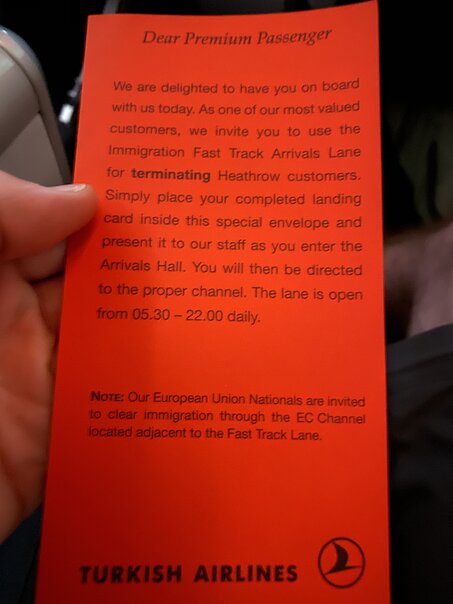 Dear Premium Passenger
We are delighted to have you on board
with us today. As one of our most valued
customers, we invite you to use the
Immigration Fast Track Arrivals Lane
for terminating Heathrow customers.
Simply place your completed landing
card inside this special envelope and
present it to our staff as you enter the
Arrivals Hall. You will then be directed
to the proper channel. The lane is open
from 05.30 – 22.00 daily.
NOTE: Our European Union Nationals are invited
to clear immigration through the EC Channel
located adjacent to the Fast Track Lane.
TURKISH AIRLINES